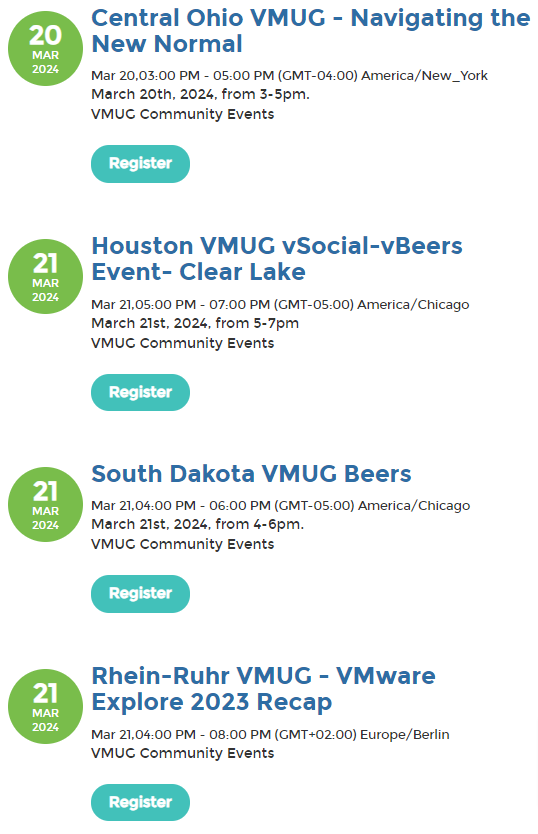 20
MAR
2024
Central Ohio VMUG - Navigating the
New Normal
Mar 20,03:00 PM - 05:00 PM (GMT-04:00) America/New_York
March 20th, 2024, from 3-5pm.
VMUG Community Events
Register
21
MAR
2024
Houston VMUG vSocial-vBeers
Event- Clear Lake
Mar 21,05:00 PM - 07:00 PM (GMT-05:00) America/Chicago
March 21st, 2024, from 5-7pm
VMUG Community Events
Register
21
MAR
2024
South Dakota VMUG Beers
Mar 21,04:00 PM - 06:00 PM (GMT-05:00) America/Chicago
March 21st, 2024, from 4-6pm.
VMUG Community Events
Register
21
MAR
2024
Rhein-Ruhr VMUG - VMware
Explore 2023 Recap
Mar 21,04:00 PM - 08:00 PM (GMT+02:00) Europe/Berlin
VMUG Community Events
Register